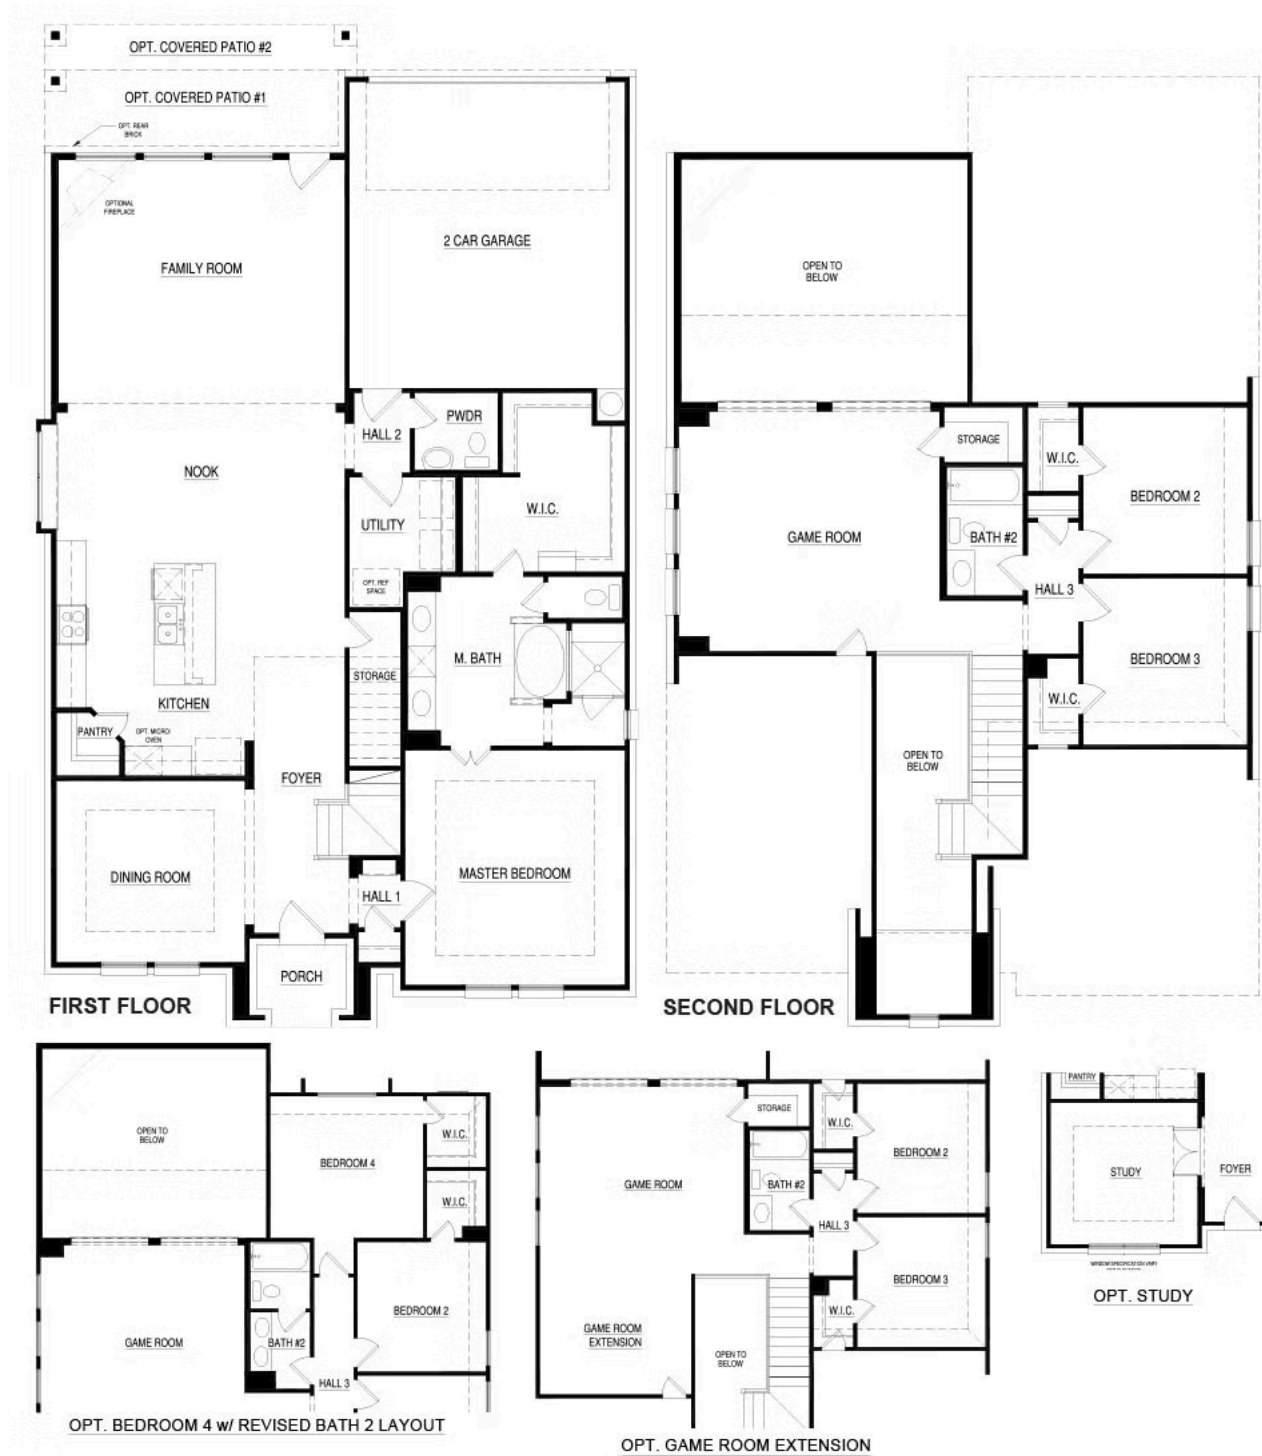 OPT. COVERED PATIO #2
OPT. COVERED PATIO #1
OPT. REAR
BRICK
OPTIONAL
FIREPLACE
FAMILY ROOM
2 CAR GARAGE
HALL 2
PWDR
NOOK
UTILITY
W.I.C.
OPT. REF
SPACE
M. BATH
STORAGE
KITCHEN
PANTRY
OPT. MICRO/
OVEN
FOYER
DINING ROOM
HALL 1
MASTER BEDROOM
PORCH
FIRST FLOOR
OPEN TO
BELOW
STORAGE
W.I.C.
BEDROOM 2
GAME ROOM
BATH #2
HALL 3
BEDROOM 3
W.I.C.
OPEN TO
BELOW
SECOND FLOOR
OPEN TO
BELOW
BEDROOM 4
W.I.C.
W.I.C.
BEDROOM 2
GAME ROOM
BATH #2
HALL 3
OPT. BEDROOM 4 w/ REVISED BATH 2 LAYOUT
STORAGE
W.I.C.
BEDROOM 2
GAME ROOM
BATH #2
HALL 3
BEDROOM 3
W.I.C.
GAME ROOM
EXTENSION
OPEN TO
BELOW
OPT. GAME ROOM EXTENSION
PANTRY
STUDY
FOYER
WINDOW SPECIFICATION VARY
OPT. STUDY